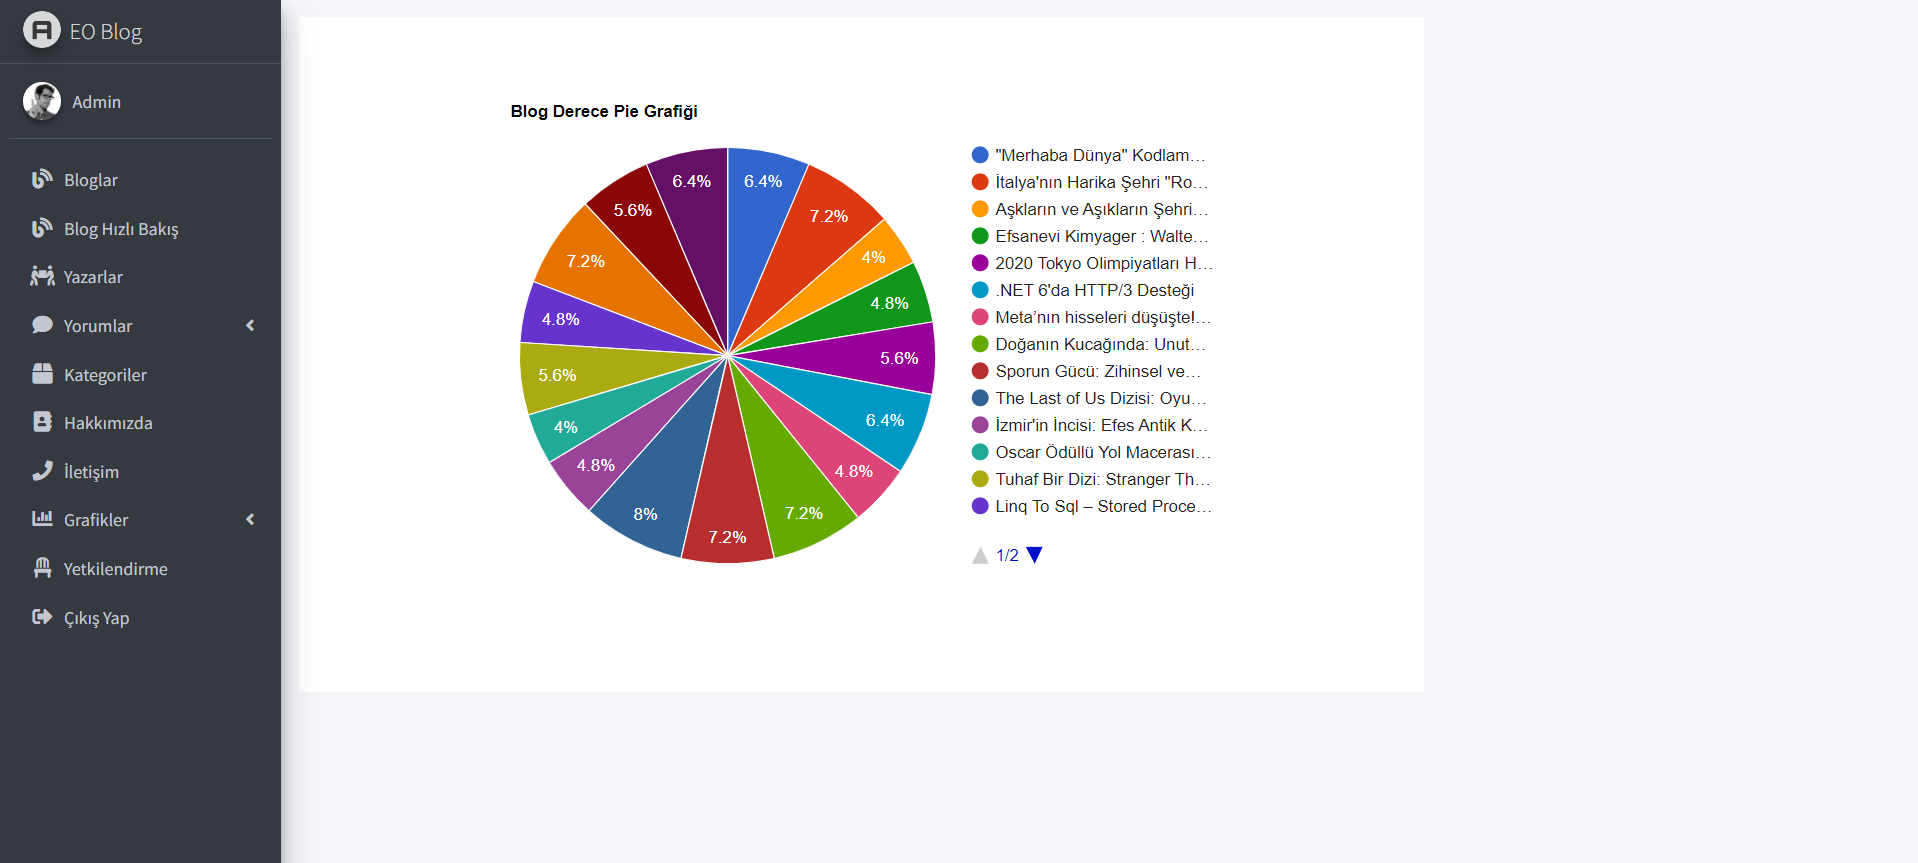 EO Blog
Admin
Bloglar
Blog Hızlı Bakış
Yazarlar
Yorumlar
Kategoriler
Hakkımızda
İletişim
Grafikler
Yetkilendirme
Çıkış Yap
Blog Derece Pie Grafiği
6.4%
7.2%
4%
4.8%
5.6%
6.4%
4.8%
7.2%
7.2%
8%
4.8%
4%
5.6%
4.8%
7.2%
5.6%
6.4%
"Merhaba Dünya" Kodlam...
İtalya'nın Harika Şehri "Ro...
Aşkların ve Aşıkların Şehri...
Efsanevi Kimyager : Walte...
2020 Tokyo Olimpiyatları H...
.NET 6'da HTTP/3 Desteği
Meta’nın hisseleri düşüşte!...
Doğanın Kucağında: Unut...
Sporun Gücü: Zihinsel ve...
The Last of Us Dizisi: Oyu...
İzmir'in İncisi: Efes Antik K...
Oscar Ödüllü Yol Macerası...
Tuhaf Bir Dizi: Stranger Th...
Linq To Sql – Stored Proce...
1/2